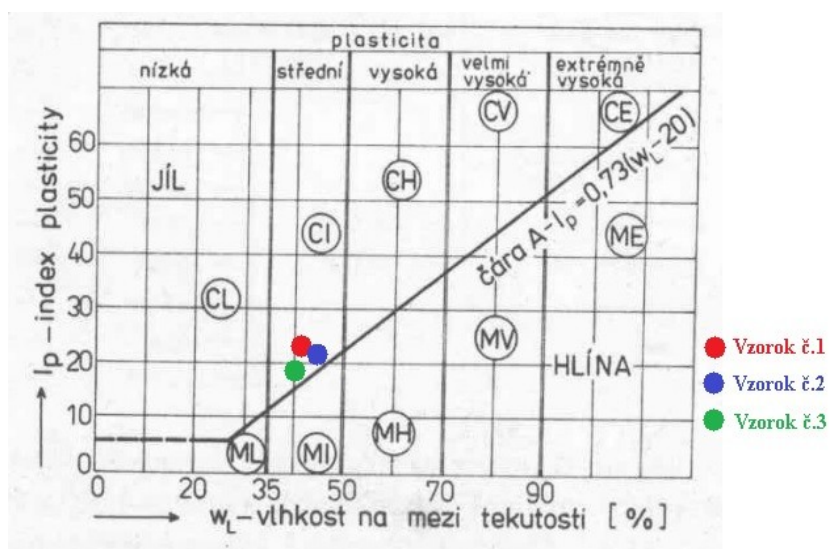 plasticita
nízká střední vysoká velmi vysoká extrémně vysoká
60
50
40
30
20
10
0
Ip – index plasticity
JÍL
CL
CI
CH
CV
CE
ME
MV
MH
MI
ML
HLÍNA
čára A - Ip = 0,73(wL-20)
0 20 35 50 70 90
wL – vlhkost na mezi tekutosti [%]
Vzorok č.1
Vzorok č.2
Vzorok č.3